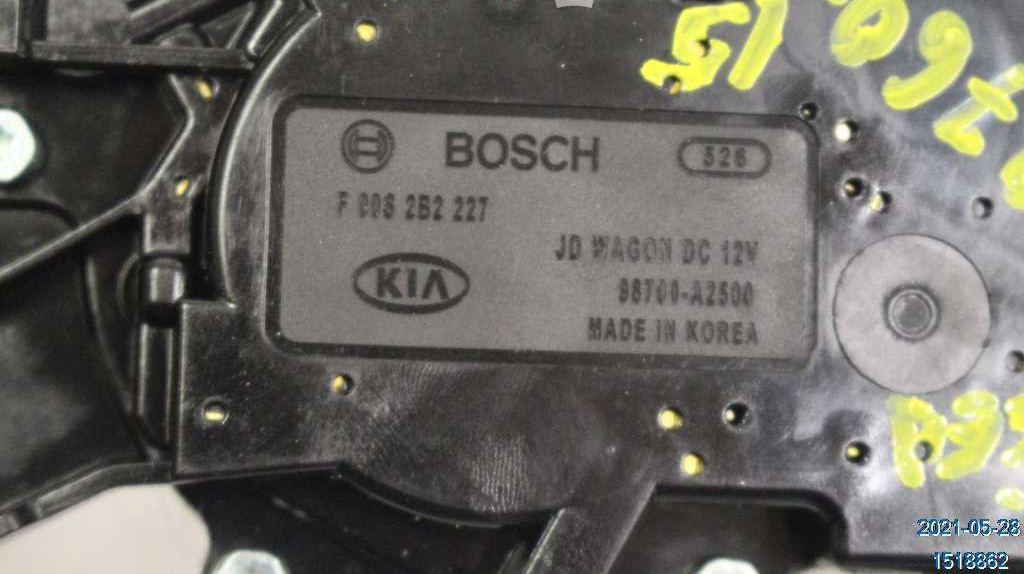 BOSCH 326
F 006 2B2 227
JD WAGON DC 12V
KIA 98700-A2500
MADE IN KOREA
2021-05-28
1518862